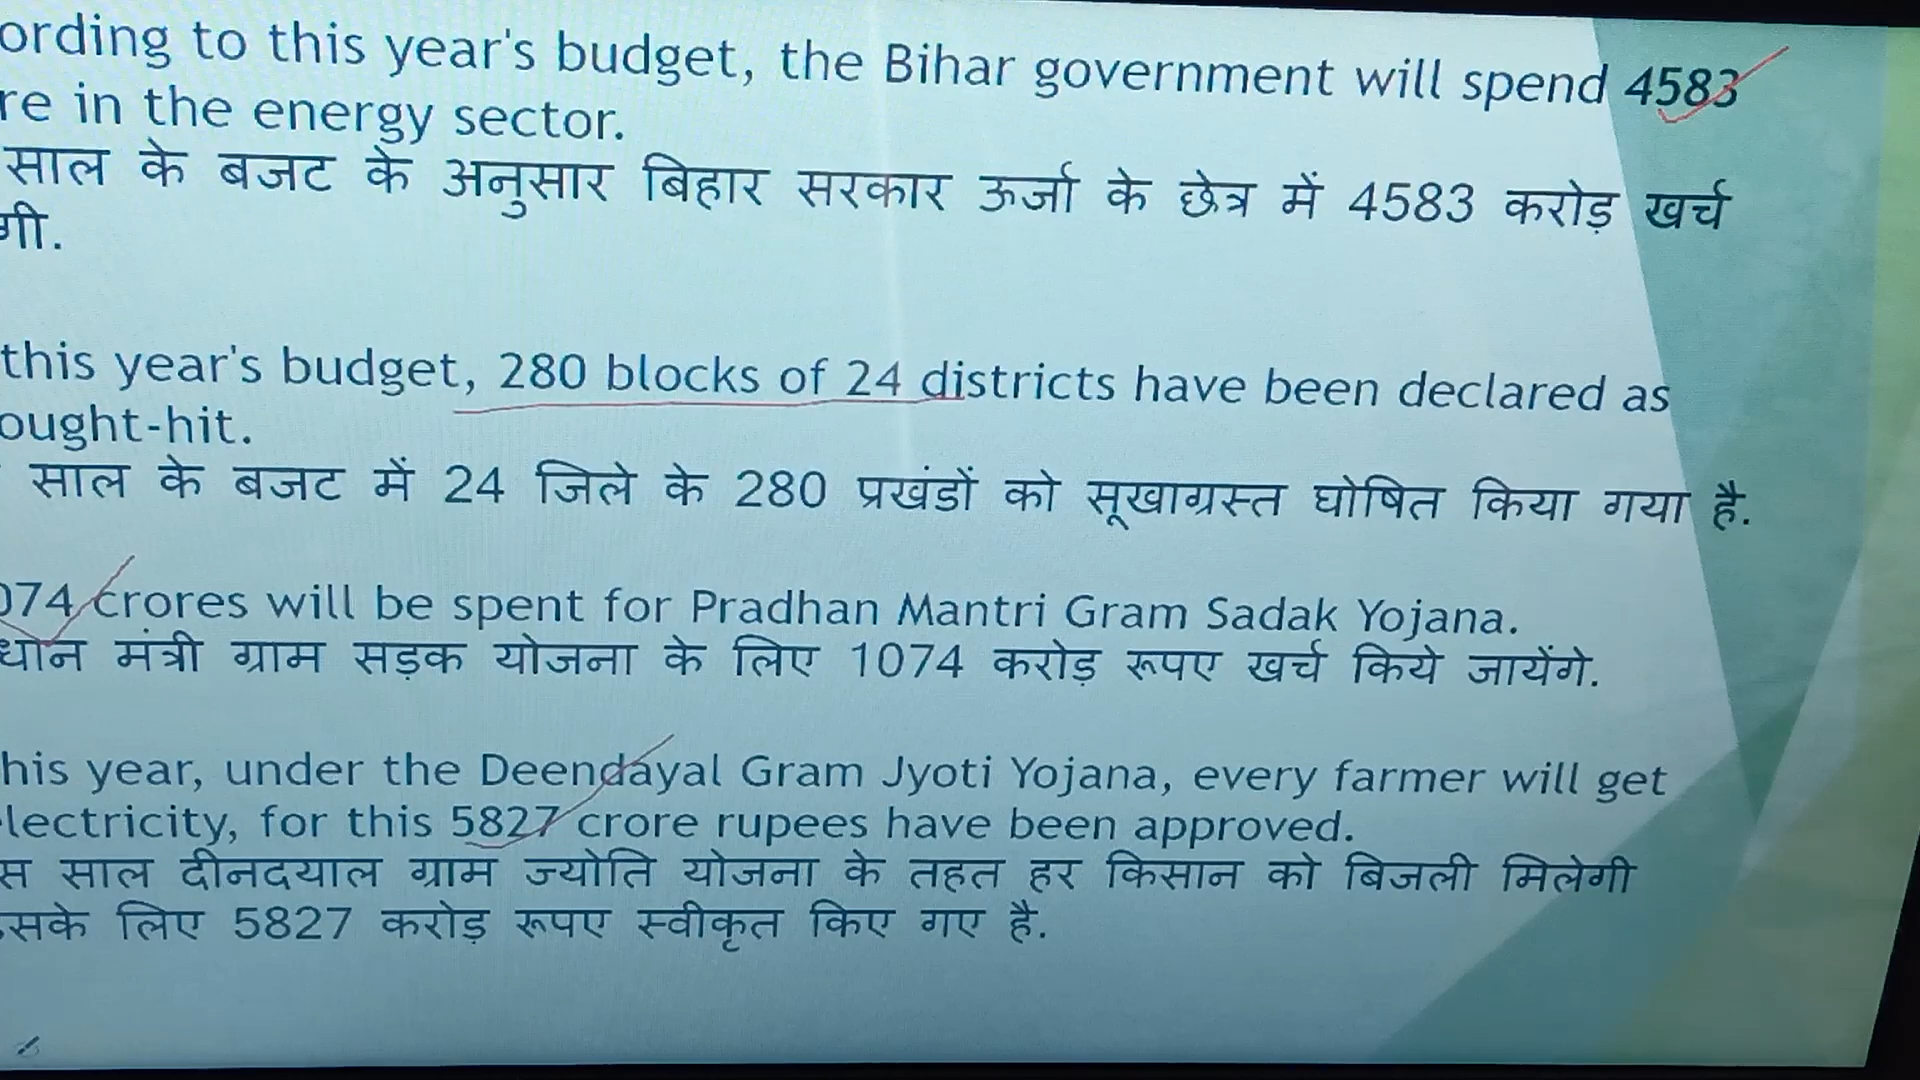 ording to this year's budget, the Bihar government will spend 4583
re in the energy sector.
साल के बजट के अनुसार बिहार सरकार ऊर्जा के छेत्र में 4583 करोड़ खर्च
गी.
this year's budget, 280 blocks of 24 districts have been declared as
ought-hit.
साल के बजट में 24 जिले के 280 प्रखंडों को सूखाग्रस्त घोषित किया गया है.
074 crores will be spent for Pradhan Mantri Gram Sadak Yojana.
धान मंत्री ग्राम सड़क योजना के लिए 1074 करोड़ रूपए खर्च किये जायेंगे.
his year, under the Deendayal Gram Jyoti Yojana, every farmer will get
lectricity, for this 5827 crore rupees have been approved.
स साल दीनदयाल ग्राम ज्योति योजना के तहत हर किसान को बिजली मिलेगी
सके लिए 5827 करोड़ रूपए स्वीकृत किए गए है.